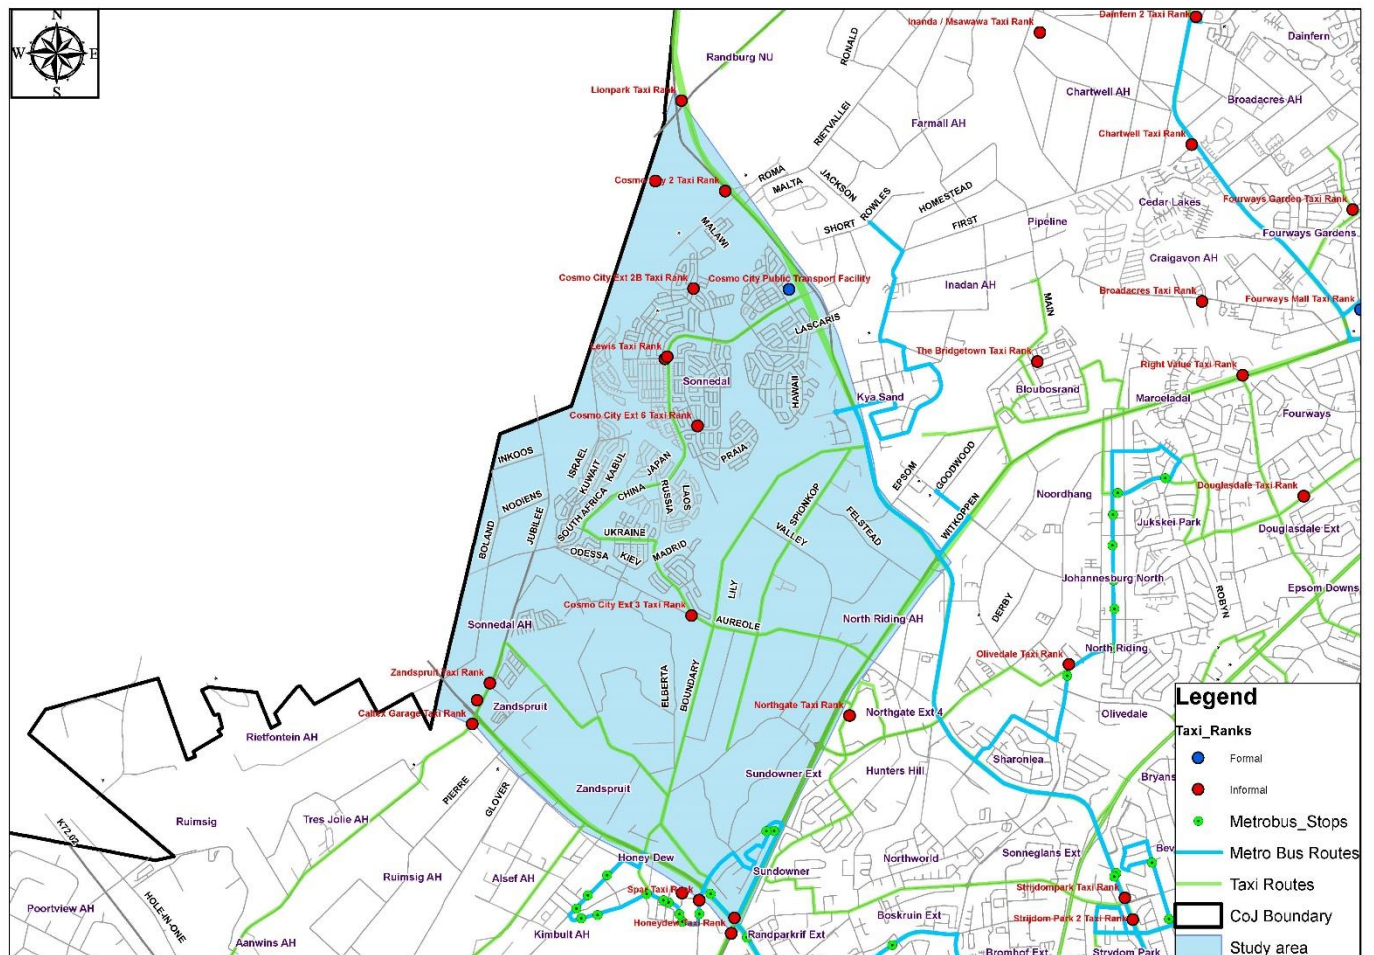 N
W
E
S
Inanda / Msawawa Taxi Rank
Dainfern 2 Taxi Rank
Dainfern
Randburg NU
RONALD
Lionpark Taxi Rank
Chartwell AH
Broadacres AH
Farmall AH
RIETVALLEI
Chartwell Taxi Rank
ROMA
MALTA
JACKSON
Cosmo City 2 Taxi Rank
ROWLES
HOMESTEAD
Cedar Lakes
Fourways Garden Taxi Rank
SHORT
FIRST
Pipeline
MALAWI
Fourways Gardens
Craigavon AH
Cosmo City Ext 2B Taxi Rank
Cosmo City Public Transport Facility
Inadan AH
Broadacres Taxi Rank
Fourways Mall Taxi Rank
MAIN
LASCARIS
Lewis Taxi Rank
The Bridgetown Taxi Rank
Right Value Taxi Rank
Sonnedal
HAWAII
Kya Sand
Bloubosrand
Maroeladal
Cosmo City Ext 6 Taxi Rank
Fourways
INKOOS
ISRAEL
KUWAIT
KABUL
JAPAN
PRAIA
EPSOM
GOODWOOD
NOOIENS
SOUTH AFRICA
CHINA
RUSSIA
LAOS
SPIONKOP
Noordhang
Douglasdale Taxi Rank
BOLAND
JUBILEE
UKRAINE
VALLEY
FELSTEAD
WITKOPPEN
Jukskei Park
Douglasdale Ext
ODESSA
KIEV
MADRID
Johannesburg North
Epsom Downs
LILY
ROBYN
Cosmo City Ext 3 Taxi Rank
DERBY
Sonnedal AH
AUREOLE
North Riding AH
North Riding
Olivedale Taxi Rank
Zandspruit Taxi Rank
ELBERTA
BOUNDARY
Zandspruit
Northgate Taxi Rank
Northgate Ext 4
Olivedale
Caltex Garage Taxi Rank
Rietfontein AH
Sharonlea
Sundowner Ext
Hunters Hill
Bryans
PIERRE
GLOVER
Zandspruit
Ruimsig
Tres Jolie AH
K72.02
Honey Dew
Northworld
Sonneglans Ext
Bev
Ruimsig AH
Alsef AH
Sundowner
Spar Taxi Rank
Strijdompark Taxi Rank
HOLE-IN-ONE
Poortview AH
Honeydew Taxi Rank
Boskruin Ext
Strijdom Park 2 Taxi Rank
Kimbult AH
Randparkrif Ext
Aanwins AH
Bromhof Ext
Strydom Park
Legend
Taxi_Ranks
Formal
Informal
Metrobus_Stops
Metro Bus Routes
Taxi Routes
CoJ Boundary
Study area